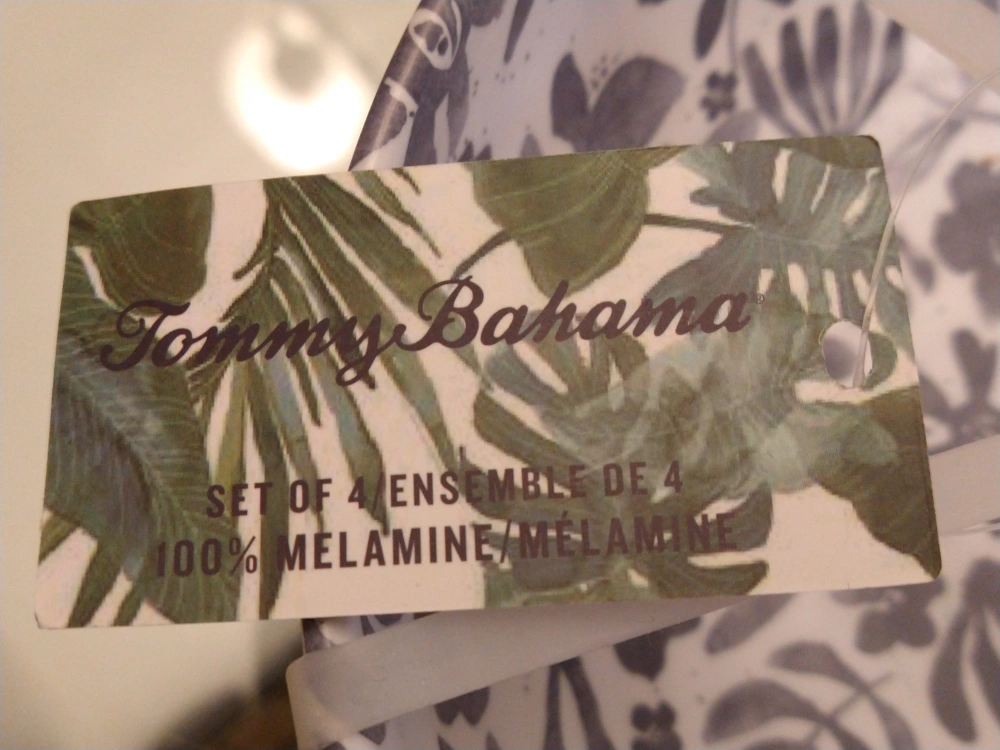 Tommy Bahama®
SET OF 4/ENSEMBLE DE 4
100% MELAMINE/MÉLAMINE